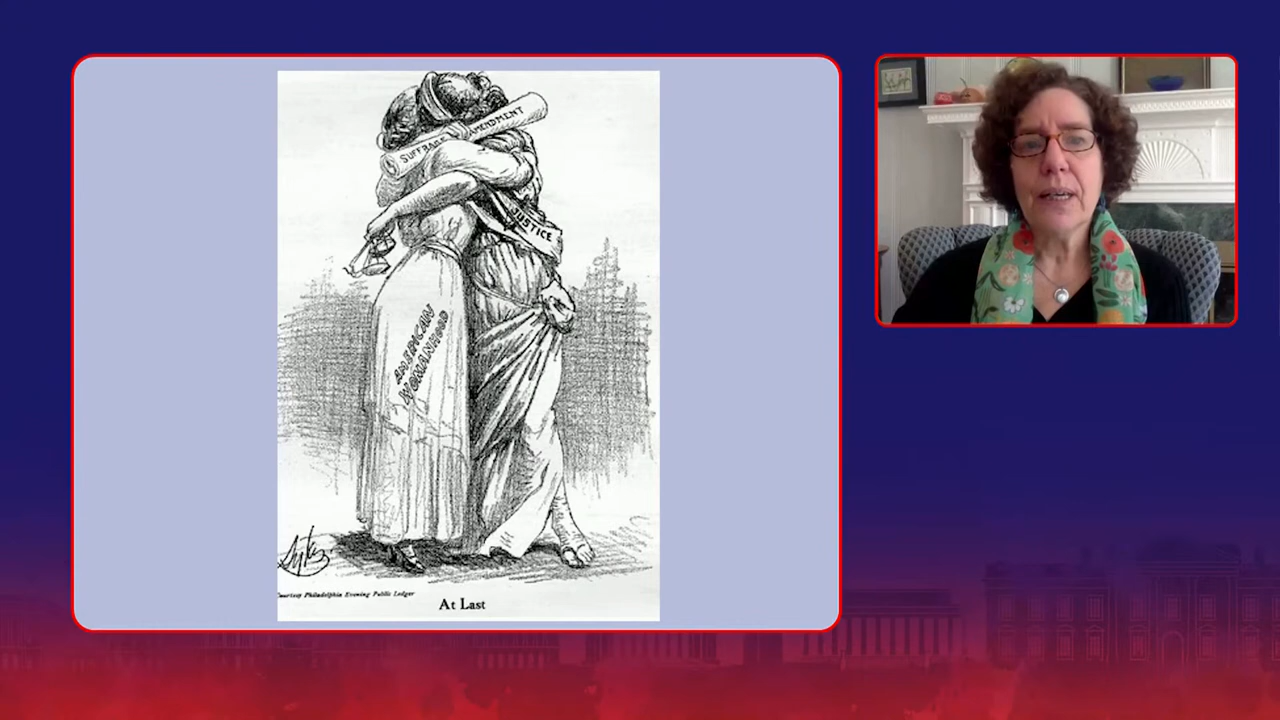 SUFFRAGE AMENDMENT
JUSTICE
AMERICAN
WOMANHOOD
Courtesy Philadelphia Evening Public Ledger
At Last